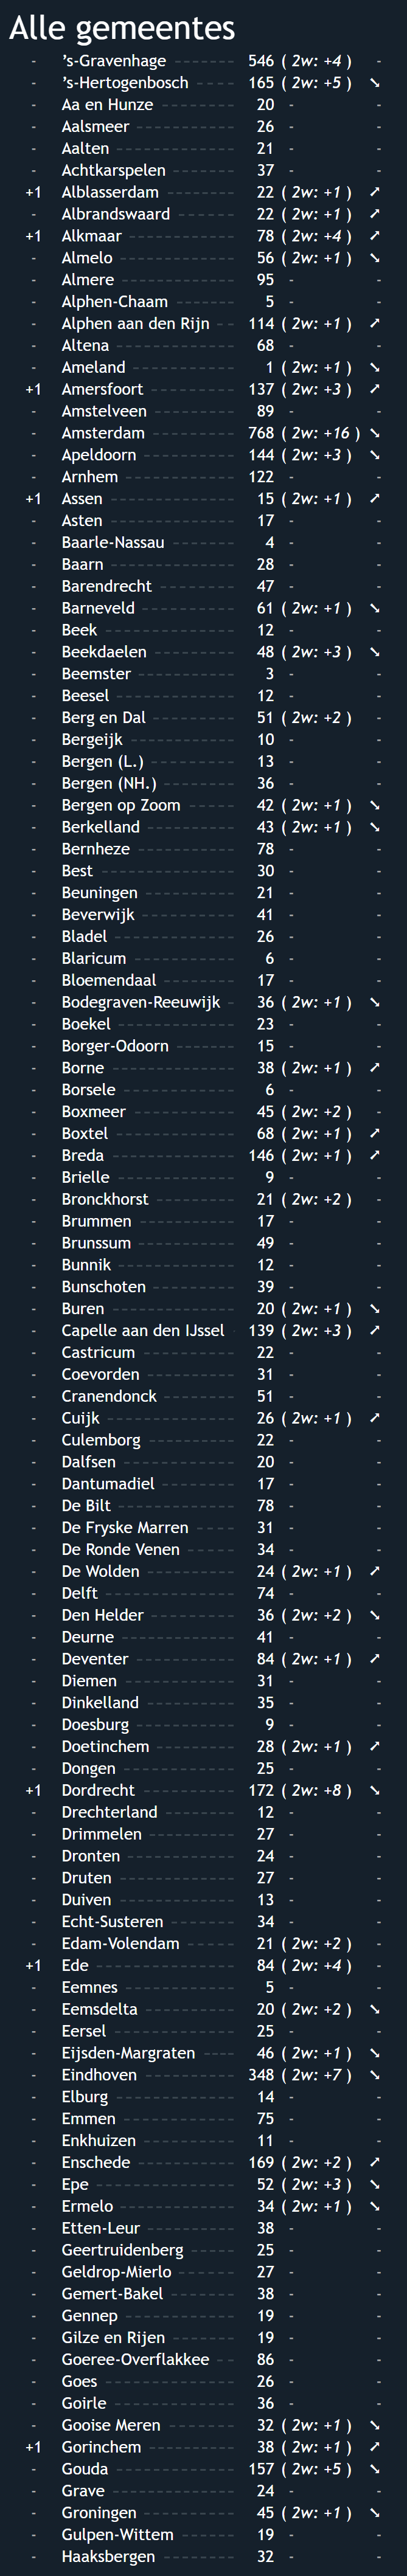 Alle gemeentes
- ’s-Gravenhage 546 ( 2w: +4 ) -
- ’s-Hertogenbosch 165 ( 2w: +5 ) ➘
- Aa en Hunze 20 - -
- Aalsmeer 26 - -
- Aalten 21 - -
- Achtkarspelen 37 - -
+1 Alblasserdam 22 ( 2w: +1 ) ➚
- Albrandswaard 22 ( 2w: +1 ) ➚
+1 Alkmaar 78 ( 2w: +4 ) ➚
- Almelo 56 ( 2w: +1 ) ➘
- Almere 95 - -
- Alphen-Chaam 5 - -
- Alphen aan den Rijn 114 ( 2w: +1 ) ➚
- Altena 68 - -
- Ameland 1 ( 2w: +1 ) ➘
+1 Amersfoort 137 ( 2w: +3 ) ➚
- Amstelveen 89 - -
- Amsterdam 768 ( 2w: +16 ) ➘
- Apeldoorn 144 ( 2w: +3 ) ➘
- Arnhem 122 - -
+1 Assen 15 ( 2w: +1 ) ➚
- Asten 17 - -
- Baarle-Nassau 4 - -
- Baarn 28 - -
- Barendrecht 47 - -
- Barneveld 61 ( 2w: +1 ) ➘
- Beek 12 - -
- Beekdaelen 48 ( 2w: +3 ) ➘
- Beemster 3 - -
- Beesel 12 - -
- Berg en Dal 51 ( 2w: +2 ) -
- Bergeijk 10 - -
- Bergen (L.) 13 - -
- Bergen (NH.) 36 - -
- Bergen op Zoom 42 ( 2w: +1 ) ➘
- Berkelland 43 ( 2w: +1 ) ➘
- Bernheze 78 - -
- Best 30 - -
- Beuningen 21 - -
- Beverwijk 41 - -
- Bladel 26 - -
- Blaricum 6 - -
- Bloemendaal 17 - -
- Bodegraven-Reeuwijk 36 ( 2w: +1 ) ➘
- Boekel 23 - -
- Borger-Odoorn 15 - -
- Borne 38 ( 2w: +1 ) ➚
- Borsele 6 - -
- Boxmeer 45 ( 2w: +2 ) -
- Boxtel 68 ( 2w: +1 ) ➚
- Breda 146 ( 2w: +1 ) ➚
- Brielle 9 - -
- Bronckhorst 21 ( 2w: +2 ) -
- Brummen 17 - -
- Brunssum 49 - -
- Bunnik 12 - -
- Bunschoten 39 - -
- Buren 20 ( 2w: +1 ) ➘
- Capelle aan den IJssel 139 ( 2w: +3 ) ➚
- Castricum 22 - -
- Coevorden 31 - -
- Cranendonck 51 - -
- Cuijk 26 ( 2w: +1 ) ➚
- Culemborg 22 - -
- Dalfsen 20 - -
- Dantumadiel 17 - -
- De Bilt 78 - -
- De Fryske Marren 31 - -
- De Ronde Venen 34 - -
- De Wolden 24 ( 2w: +1 ) ➚
- Delft 74 - -
- Den Helder 36 ( 2w: +2 ) ➘
- Deurne 41 - -
- Deventer 84 ( 2w: +1 ) ➚
- Diemen 31 - -
- Dinkelland 35 - -
- Doesburg 9 - -
- Doetinchem 28 ( 2w: +1 ) ➚
- Dongen 25 - -
+1 Dordrecht 172 ( 2w: +8 ) ➘
- Drechterland 12 - -
- Drimmelen 27 - -
- Dronten 24 - -
- Druten 27 - -
- Duiven 13 - -
- Echt-Susteren 34 - -
- Edam-Volendam 21 ( 2w: +2 ) -
+1 Ede 84 ( 2w: +4 ) -
- Eemnes 5 - -
- Eemsdelta 20 ( 2w: +2 ) ➘
- Eersel 25 - -
- Eijsden-Margraten 46 ( 2w: +1 ) ➘
- Eindhoven 348 ( 2w: +7 ) ➘
- Elburg 14 - -
- Emmen 75 - -
- Enkhuizen 11 - -
- Enschede 169 ( 2w: +2 ) ➚
- Epe 52 ( 2w: +3 ) ➘
- Ermelo 34 ( 2w: +1 ) ➘
- Etten-Leur 38 - -
- Geertruidenberg 25 - -
- Geldrop-Mierlo 27 - -
- Gemert-Bakel 38 - -
- Gennep 19 - -
- Gilze en Rijen 19 - -
- Goeree-Overflakkee 86 - -
- Goes 26 - -
- Goirle 36 - -
- Gooise Meren 32 ( 2w: +1 ) ➘
+1 Gorinchem 38 ( 2w: +1 ) ➚
- Gouda 157 ( 2w: +5 ) ➘
- Grave 24 - -
- Groningen 45 ( 2w: +1 ) ➘
- Gulpen-Wittem 19 - -
- Haaksbergen 32 - -